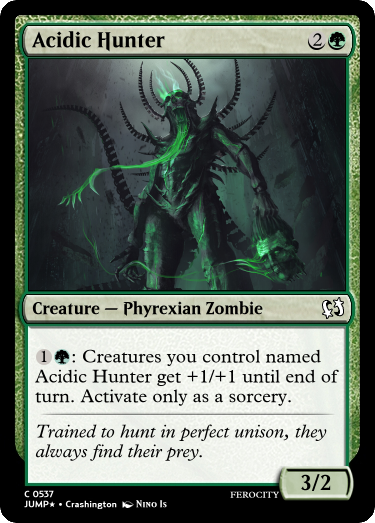 Acidic Hunter 2
Creature — Phyrexian Zombie
1 : Creatures you control named
Acidic Hunter get +1/+1 until end of
turn. Activate only as a sorcery.
Trained to hunt in perfect unison, they
always find their prey.
3/2
C 0537
JUMP★ • Crashington Nino Is
FEROCITY